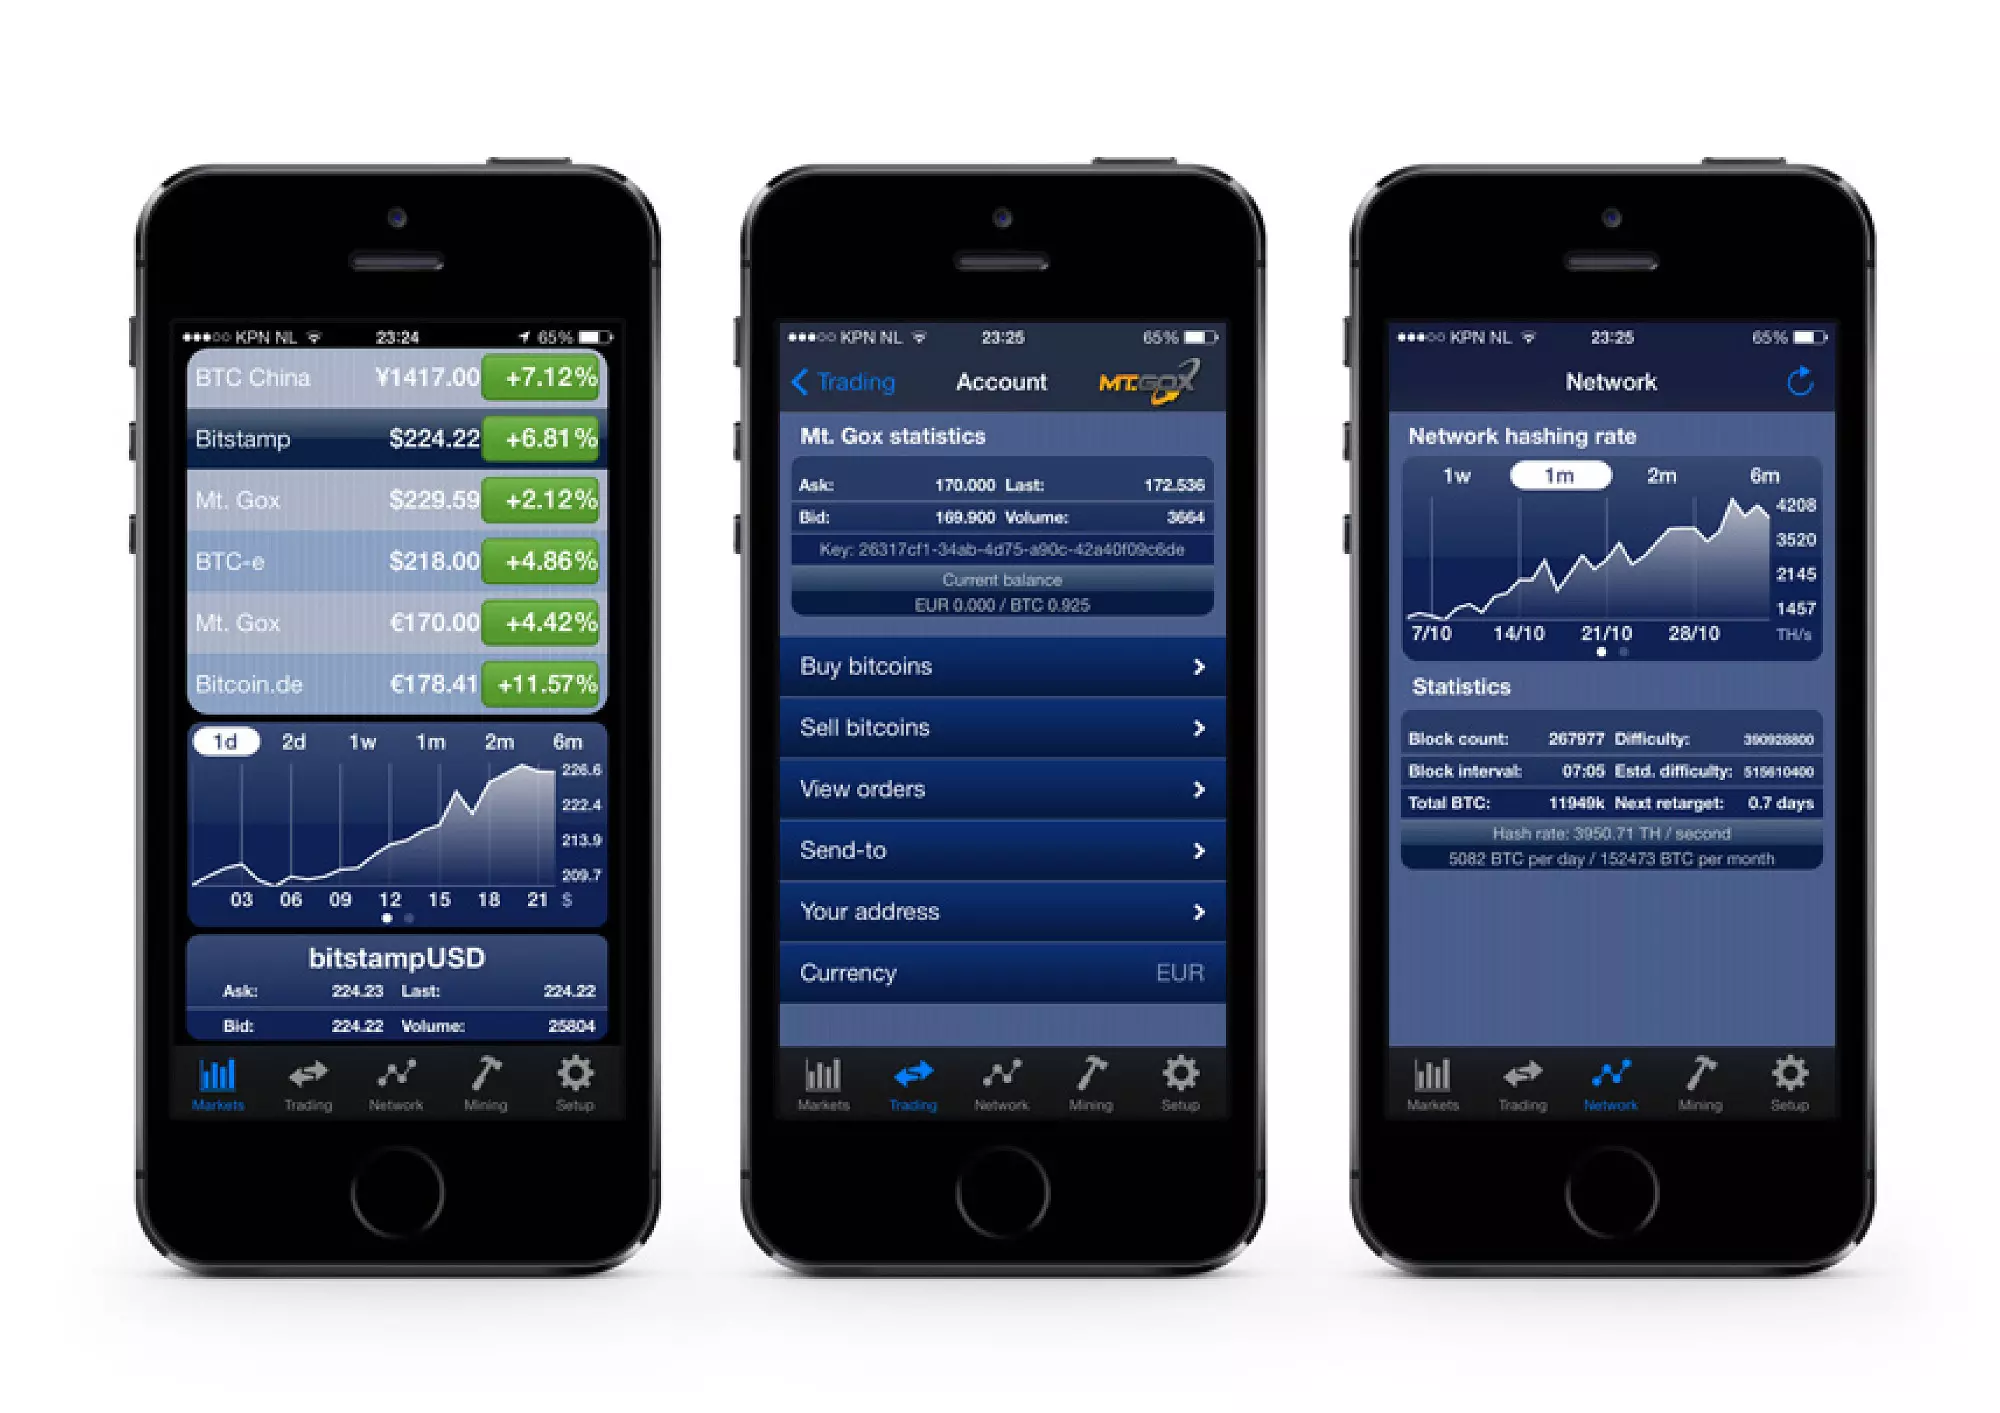 KPN NL 23:24 65%
BTC China ¥1417.00 +7.12%
Bitstamp $224.22 +6.81%
Mt. Gox $229.59 +2.12%
BTC-e $218.00 +4.86%
Mt. Gox €170.00 +4.42%
Bitcoin.de €178.41 +11.57%
1d 2d 1w 1m 2m 6m
226.6
222.4
213.9
209.7
03 06 09 12 15 18 21 $
bitstampUSD
Ask: 224.23 Last: 224.22
Bid: 224.22 Volume: 25804
Markets Trading Network Mining Setup
KPN NL 23:25 65%
Trading Account MT.GOX
Mt. Gox statistics
Ask: 170.000 Last: 172.536
Bid: 169.900 Volume: 3664
Key: 26317cf1-34ab-4d75-a90c-42a40f09c6de
Current balance
EUR 0.000 / BTC 0.925
Buy bitcoins
Sell bitcoins
View orders
Send-to
Your address
Currency EUR
Markets Trading Network Mining Setup
KPN NL 23:25 65%
Network
Network hashing rate
1w 1m 2m 6m
4208
3520
2145
1457
7/10 14/10 21/10 28/10 TH/s
Statistics
Block count: 267977 Difficulty: 390928800
Block interval: 07:05 Estd. difficulty: 515610400
Total BTC: 11949k Next retarget: 0.7 days
Hash rate: 3950.71 TH / second
5082 BTC per day / 152473 BTC per month
Markets Trading Network Mining Setup